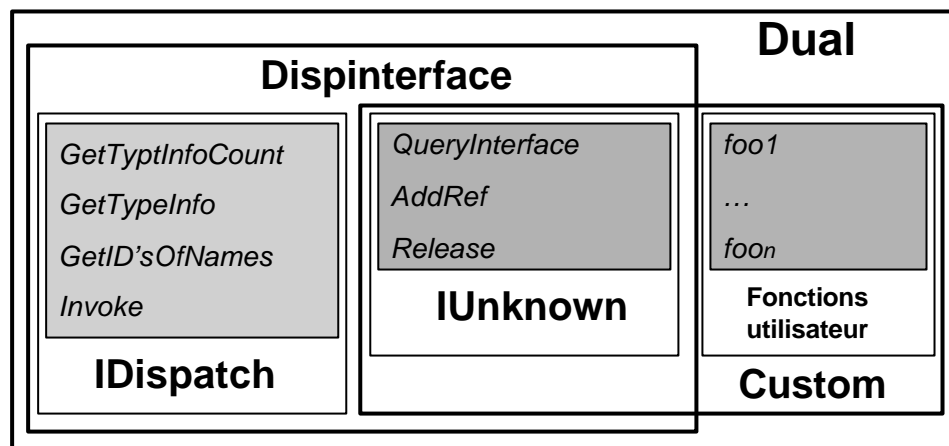 Dual
Dispinterface
GetTyptInfoCount
GetTypeInfo
GetID’sOfNames
Invoke
IDispatch
QueryInterface
AddRef
Release
IUnknown
foo1
…
foon
Fonctions
utilisateur
Custom